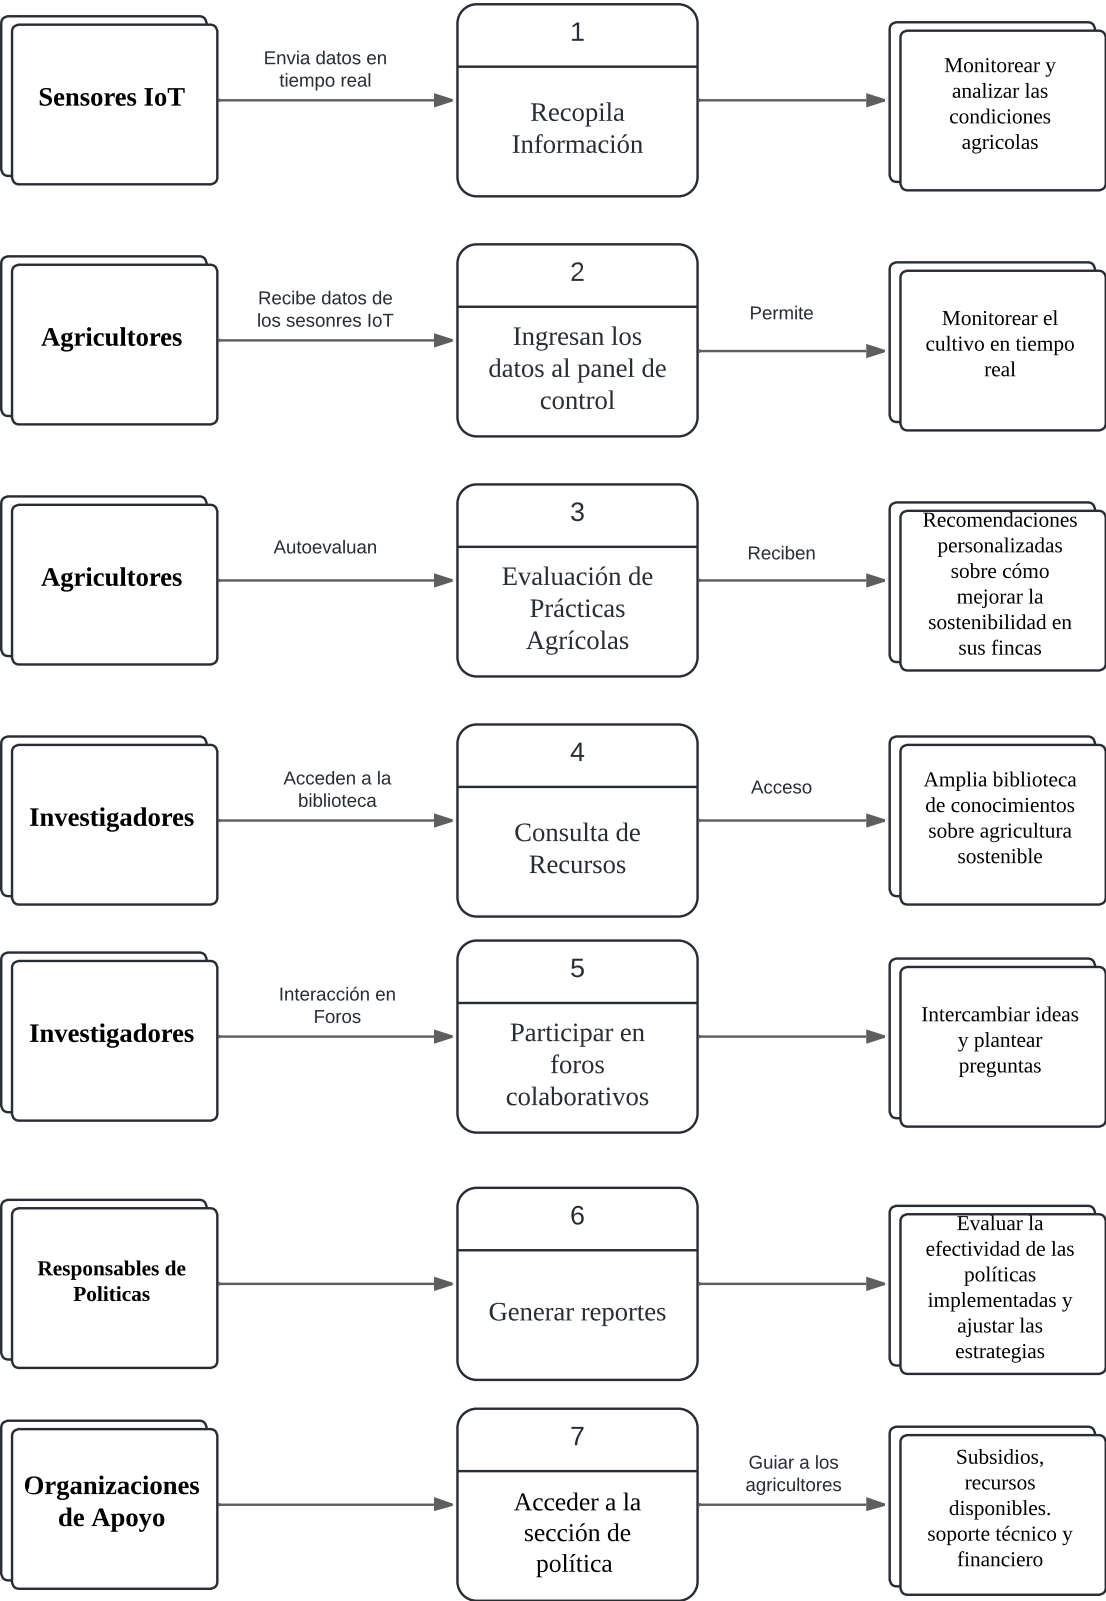 Sensores IoT
Envia datos en
tiempo real
1
Recopila
Información
Monitorear y
analizar las
condiciones
agricolas
Agricultores
Recibe datos de
los sesonres IoT
2
Ingresan los
datos al panel de
control
Permite
Monitorear el
cultivo en tiempo
real
Agricultores
Autoevaluan
3
Evaluación de
Prácticas
Agrícolas
Reciben
Recomendaciones
personalizadas
sobre cómo
mejorar la
sostenibilidad en
sus fincas
Investigadores
Acceden a la
biblioteca
4
Consulta de
Recursos
Acceso
Amplia biblioteca
de conocimientos
sobre agricultura
sostenible
Investigadores
Interacción en
Foros
5
Participar en
foros
colaborativos
Intercambiar ideas
y plantear
preguntas
Responsables de
Politicas
6
Generar reportes
Evaluar la
efectividad de las
políticas
implementadas y
ajustar las
estrategias
Organizaciones
de Apoyo
7
Acceder a la
sección de
política
Guiar a los
agricultores
Subsidios,
recursos
disponibles.
soporte técnico y
financiero